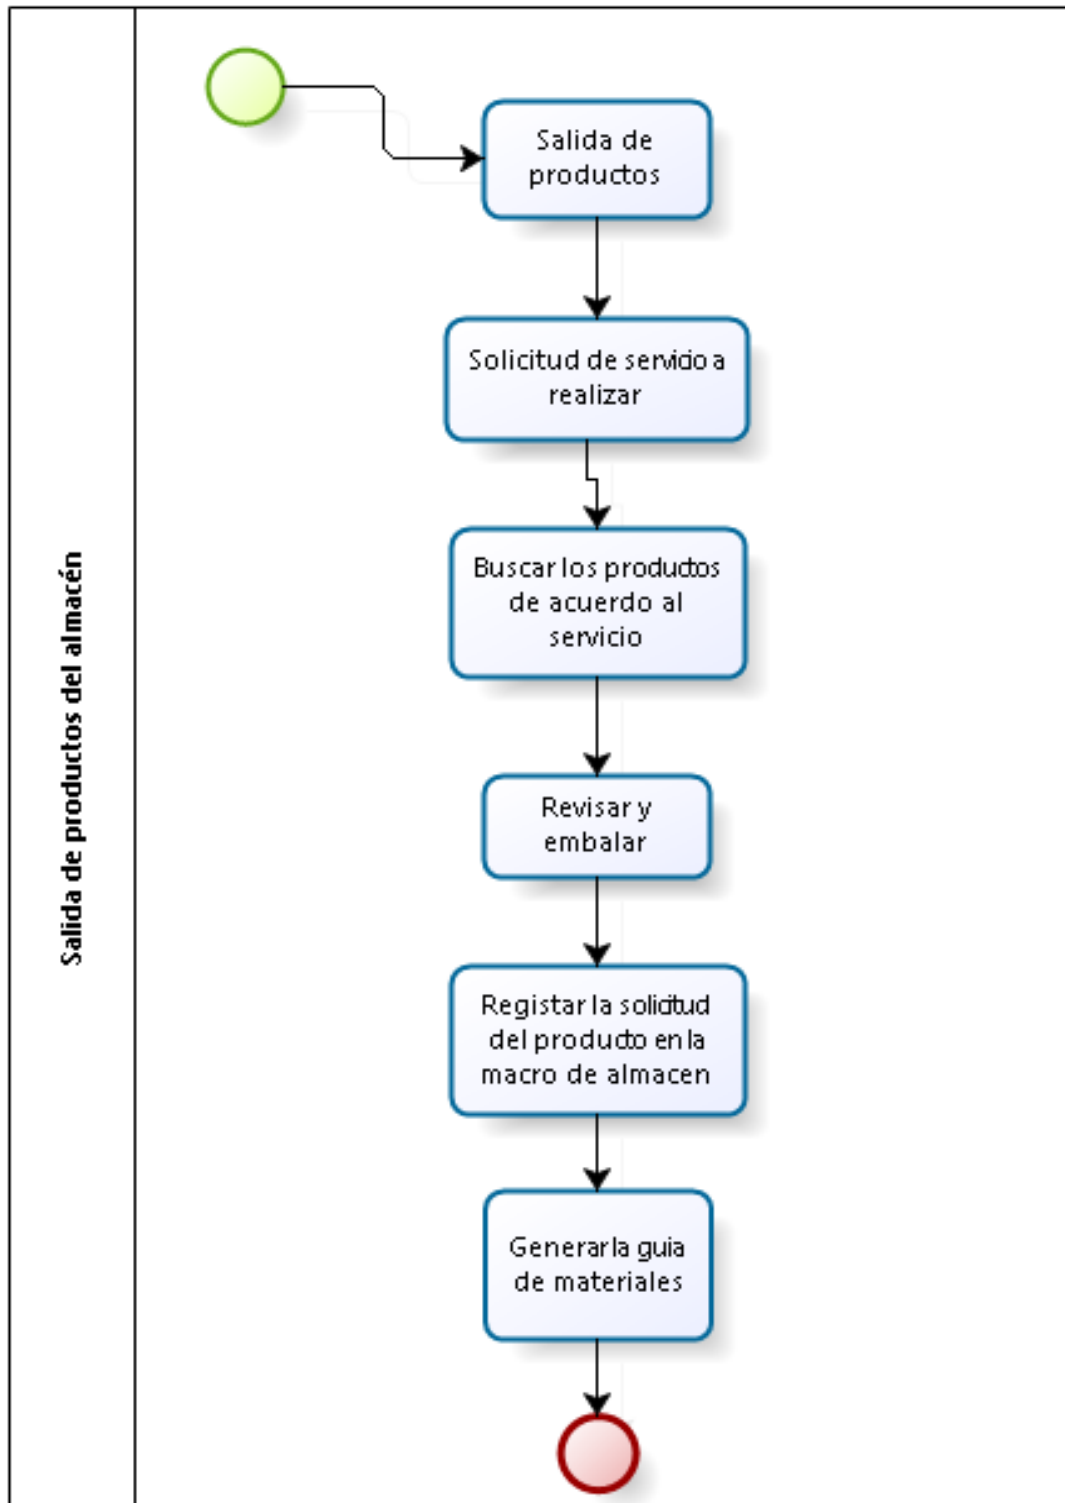 Salida de productos del almacén
Salida de
productos
Solicitud de servicio a
realizar
Buscar los productos
de acuerdo al
servicio
Revisar y
embalar
Registar la solicitud
del producto en la
macro de almacen
Generar la guia
de materiales